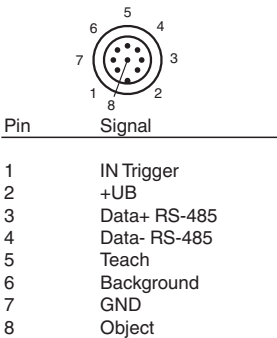 5
6 4
7 3
1 2
8
Pin Signal
1 IN Trigger
2 +UB
3 Data+ RS-485
4 Data- RS-485
5 Teach
6 Background
7 GND
8 Object